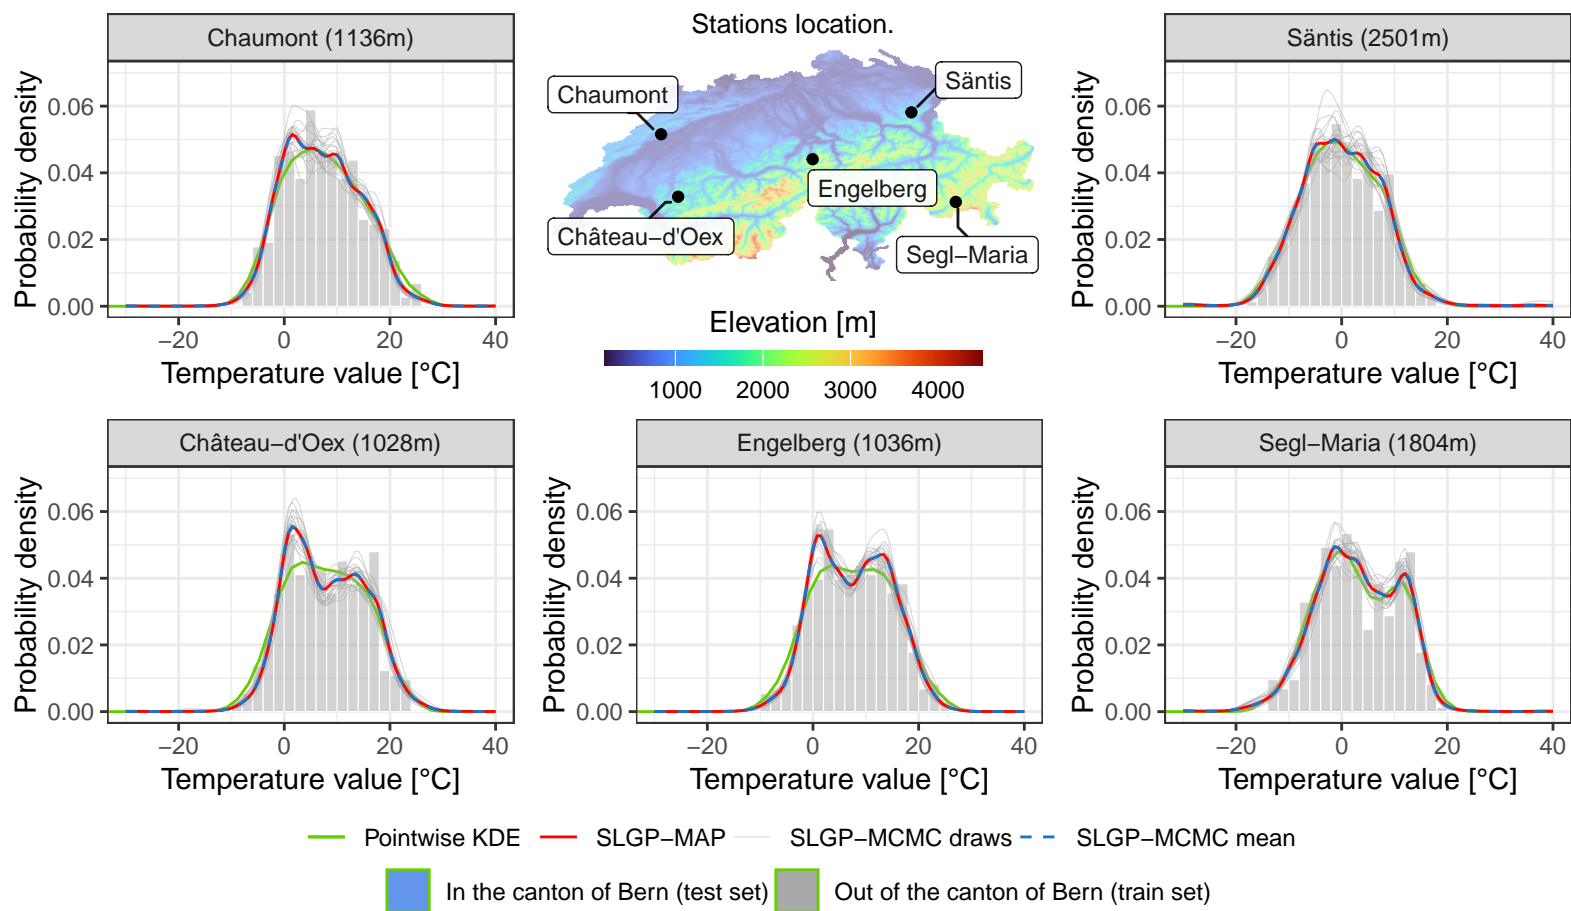 Chaumont (1136m)
Probability density
0.06
0.04
0.02
0.00
−20
0
20
40
Temperature value [°C]
Stations location.
Chaumont
Säntis
Engelberg
Château−d'Oex
Segl−Maria
Elevation [m]
1000
2000
3000
4000
Säntis (2501m)
Probability density
0.06
0.04
0.02
0.00
−20
0
20
40
Temperature value [°C]
Château−d'Oex (1028m)
Probability density
0.06
0.04
0.02
0.00
−20
0
20
40
Temperature value [°C]
Engelberg (1036m)
Probability density
0.06
0.04
0.02
0.00
−20
0
20
40
Temperature value [°C]
Segl−Maria (1804m)
Probability density
0.06
0.04
0.02
0.00
−20
0
20
40
Temperature value [°C]
Pointwise KDE
SLGP−MAP
SLGP−MCMC draws
SLGP−MCMC mean
In the canton of Bern (test set)
Out of the canton of Bern (train set)